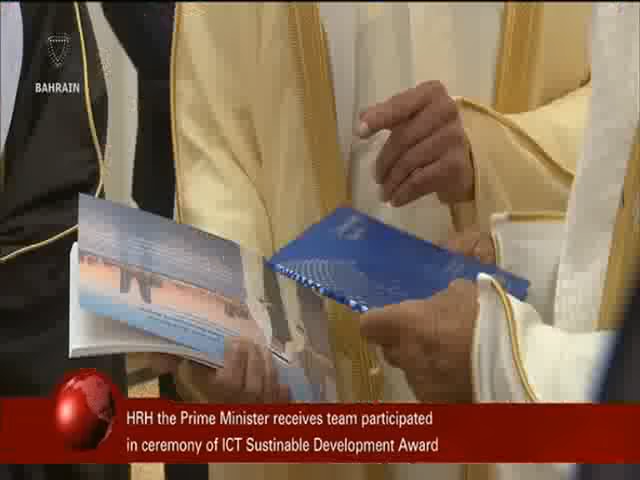 BAHRAIN
HRH the Prime Minister receives team participated
in ceremony of ICT Sustinable Development Award